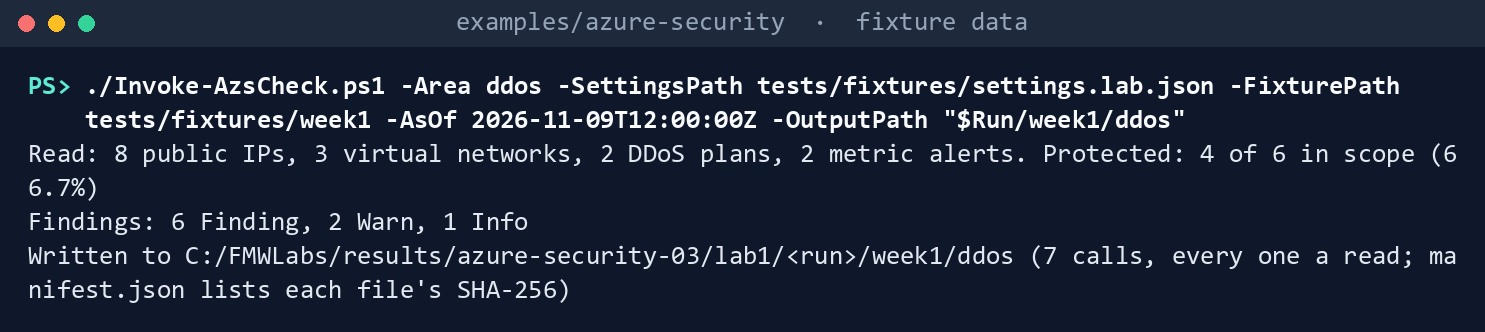 examples/azure-security · fixture data
PS> ./Invoke-AzsCheck.ps1 -Area ddos -SettingsPath tests/fixtures/settings.lab.json -FixturePath
tests/fixtures/week1 -AsOf 2026-11-09T12:00:00Z -OutputPath "$Run/week1/ddos"
Read: 8 public IPs, 3 virtual networks, 2 DDoS plans, 2 metric alerts. Protected: 4 of 6 in scope (6
6.7%)
Findings: 6 Finding, 2 Warn, 1 Info
Written to C:/FMWLabs/results/azure-security-03/lab1/<run>/week1/ddos (7 calls, every one a read; ma
nifest.json lists each file's SHA-256)